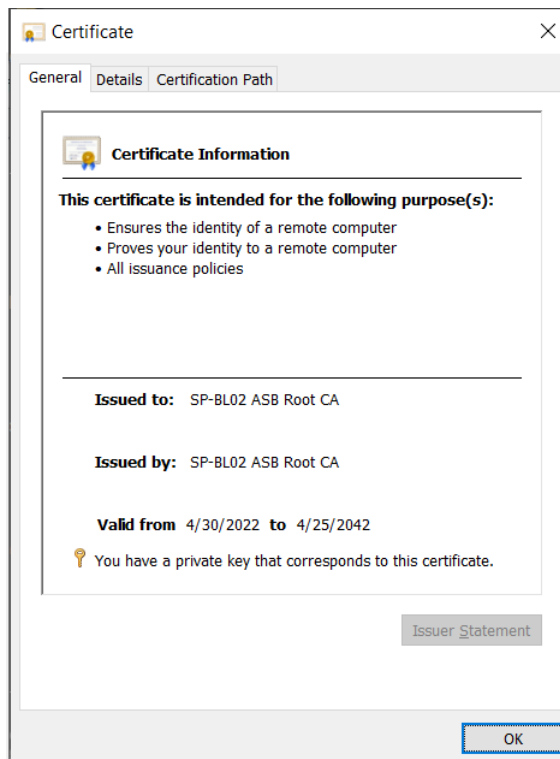 Certificate
General Details Certification Path
Certificate Information
This certificate is intended for the following purpose(s):
• Ensures the identity of a remote computer
• Proves your identity to a remote computer
• All issuance policies
Issued to: SP-BL02 ASB Root CA
Issued by: SP-BL02 ASB Root CA
Valid from 4/30/2022 to 4/25/2042
You have a private key that corresponds to this certificate.
Issuer Statement
OK